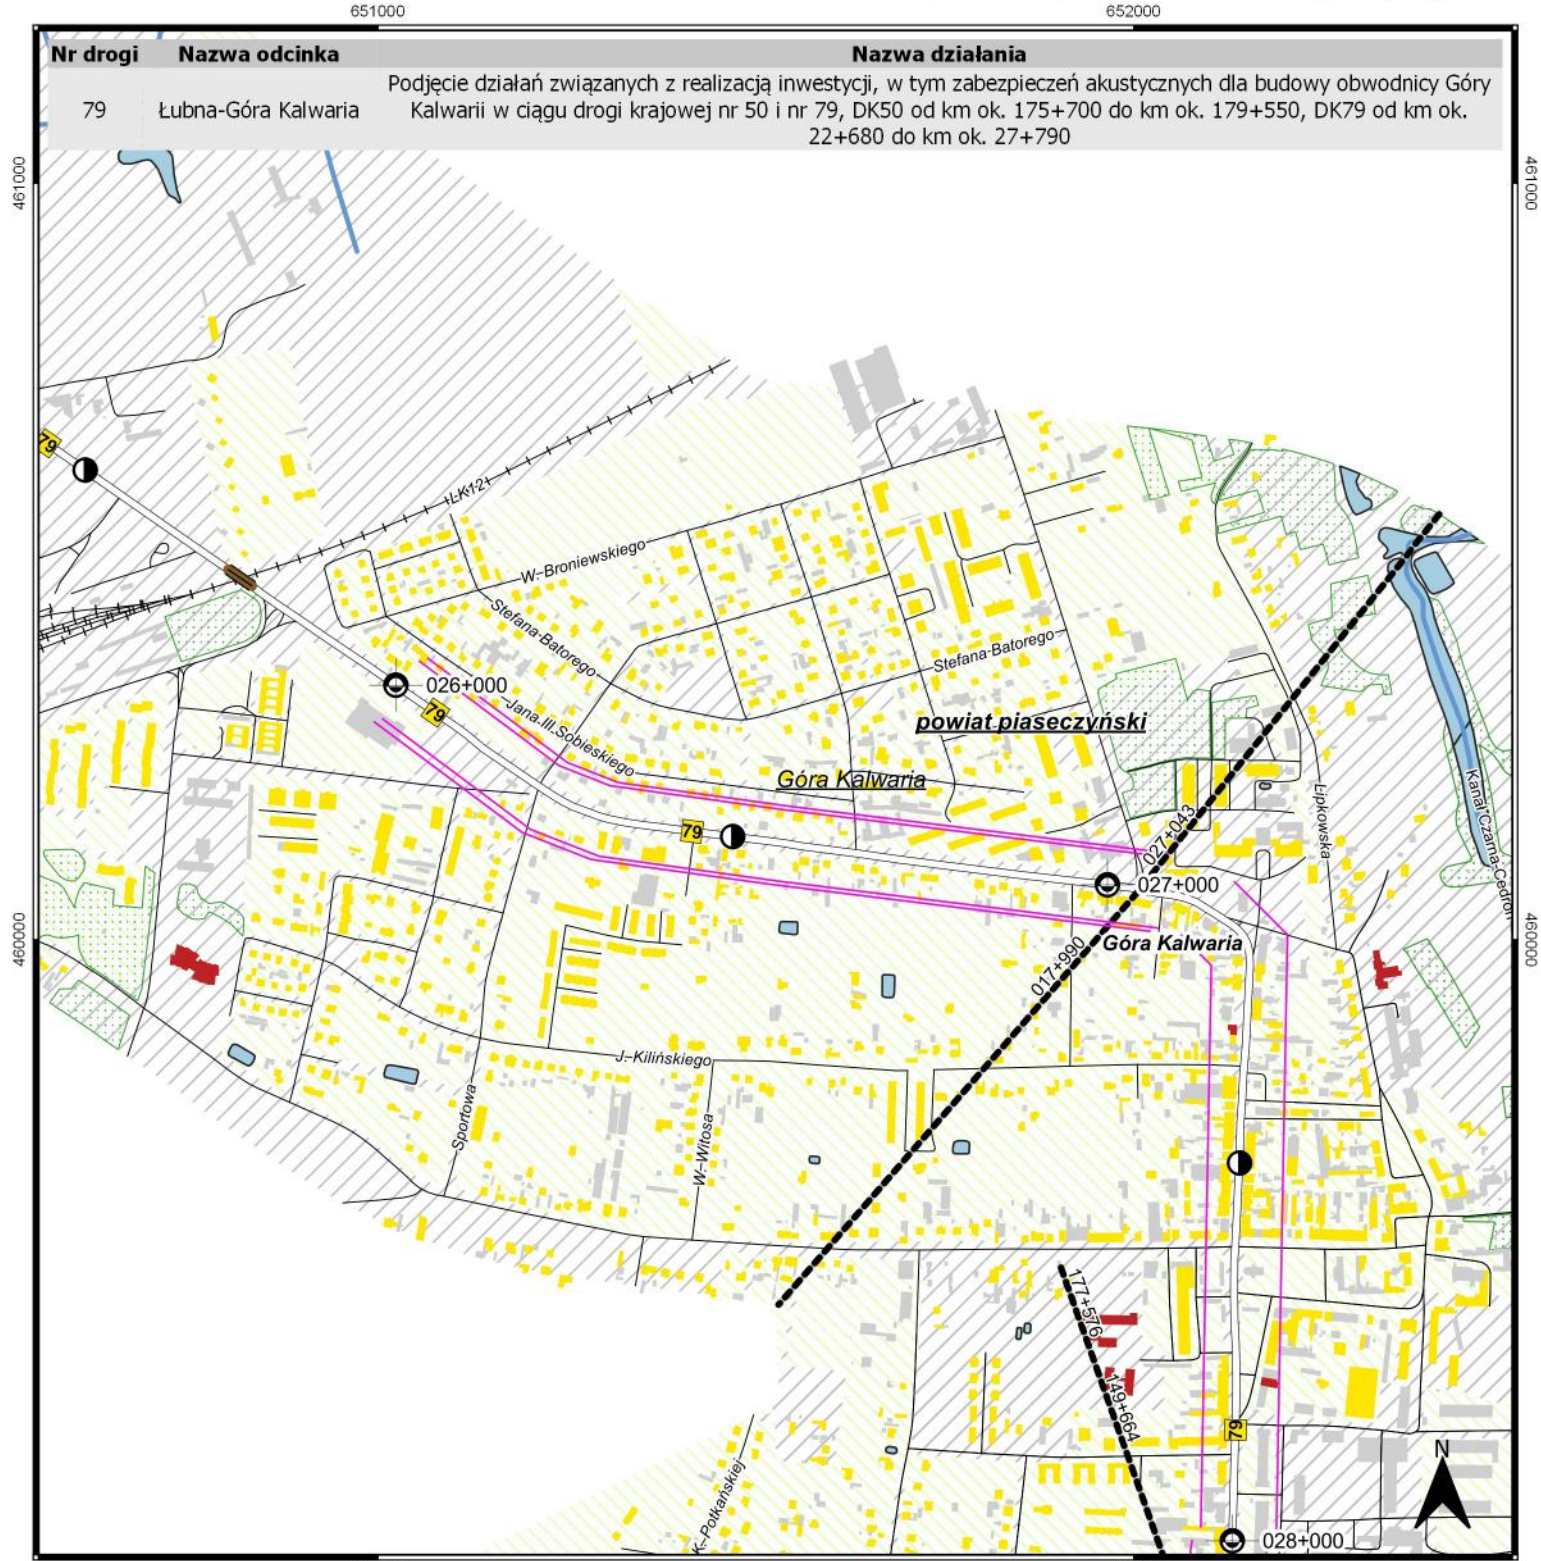 651000 652000
Nr drogi Nazwa odcinka Nazwa działania
79 Łubna-Góra Kalwaria Podjęcie działań związanych z realizacją inwestycji, w tym zabezpieczeń akustycznych dla budowy obwodnicy Góry
Kalwarii w ciągu drogi krajowej nr 50 i nr 79, DK50 od km ok. 175+700 do km ok. 179+550, DK79 od km ok.
22+680 do km ok. 27+790
461000
461000
79
LK12
W. Broniewskiego
Stefana Batorego
Stefana Batorego
026+000
79
Jana III Sobieskiego
powiat piaseczyński
Góra Kalwaria
Lipkowska
Kanał Czarna-Cedron
79
027+043
027+000
460000
460000
Góra Kalwaria
017+990
J. Kilińskiego
Sportowa
W. Witosa
177+576
149+664
79
K. Potkańskiej
N
028+000